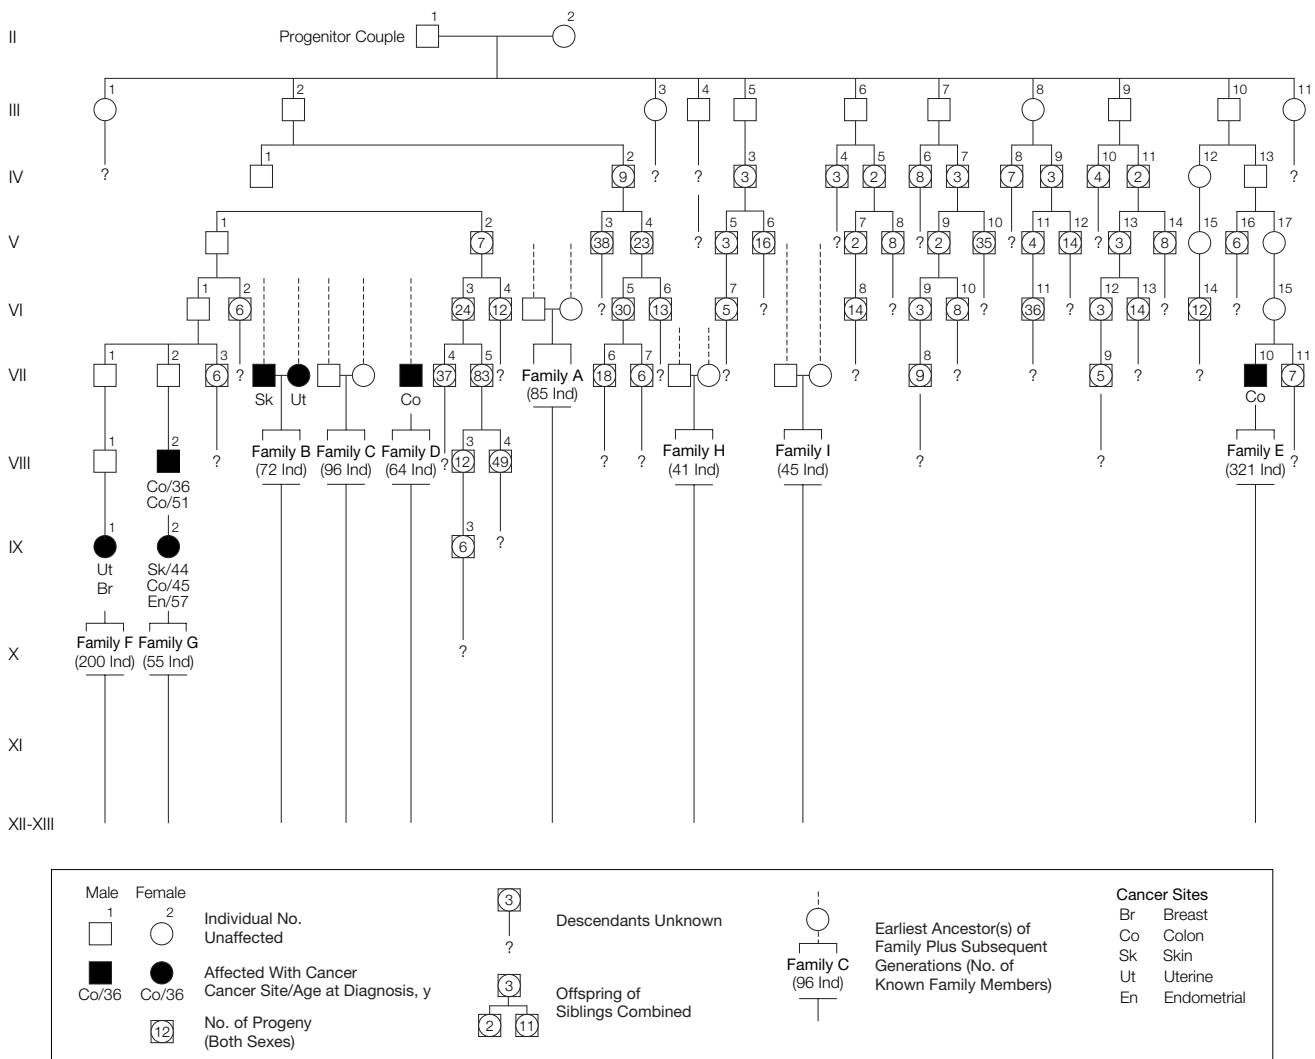 1 2
II Progenitor Couple
1 2 3 4 5 6 7 8 9 10 11
III
1 2 3 4 5 6 7 8 9 10 11 12 13
IV ? 9 ? ? 3 3 2 8 3 7 3 4 2 ?
1 2 3 4 5 6 7 8 9 10 11 12 13 14 15 16 17
V 7 38 23 ? 3 16 ? 2 8 ? 2 35 ? 4 14 ? 3 8 6
1 2 3 4 5 6 7 8 9 10 11 12 13 14 15
VI 6 24 12 ? 30 13 5 ? 14 ? 3 8 ? 36 ? 3 14 ? 12 ?
1 2 3 4 5 6 7 8 9 10 11
VII 6 ? 37 83 ? Family A 18 6 ? ? ? 9 ? 5 ? ? 7
Sk Ut Co (85 Ind) Co
1 2 3 4
VIII ? Family B Family C Family D ? 12 49 ? ? Family H Family I ? ? Family E ?
(72 Ind) (96 Ind) (64 Ind) (41 Ind) (45 Ind) (321 Ind)
Co/36
Co/51
1 2 3
IX 6 ?
Ut Sk/44
Br Co/45
En/57
Family F Family G
X (200 Ind) (55 Ind) ?
XI
XII-XIII
Male Female
1 2
Individual No.
Unaffected
Affected With Cancer
Cancer Site/Age at Diagnosis, y
Co/36 Co/36
12
No. of Progeny
(Both Sexes)
3
Descendants Unknown
?
3
2 11
Offspring of
Siblings Combined
Family C
(96 Ind)
Earliest Ancestor(s) of
Family Plus Subsequent
Generations (No. of
Known Family Members)
Cancer Sites
Br Breast
Co Colon
Sk Skin
Ut Uterine
En Endometrial